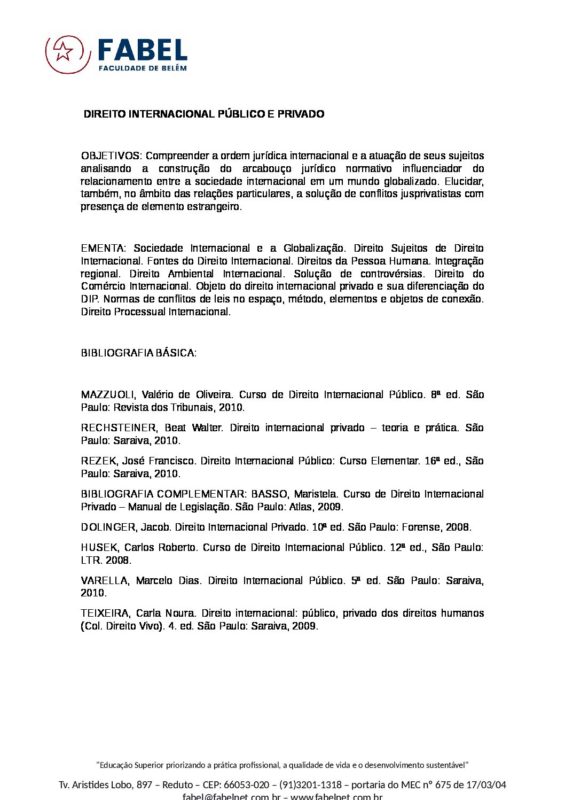 FABEL
FACULDADE DE BELÉM
DIREITO INTERNACIONAL PÚBLICO E PRIVADO
OBJETIVOS: Compreender a ordem jurídica internacional e a atuação de seus sujeitos
analisando a construção do arcabouço jurídico normativo influenciador do
relacionamento entre a sociedade internacional em um mundo globalizado. Elucidar,
também, no âmbito das relações particulares, a solução de conflitos jusprivatistas com
presença de elemento estrangeiro.
EMENTA: Sociedade Internacional e a Globalização. Direito Sujeitos de Direito
Internacional. Fontes do Direito Internacional. Direitos da Pessoa Humana. Integração
regional. Direito Ambiental Internacional. Solução de controvérsias. Direito do
Comércio Internacional. Objeto do direito internacional privado e sua diferenciação do
DIP. Normas de conflitos de leis no espaço, método, elementos e objetos de conexão.
Direito Processual Internacional.
BIBLIOGRAFIA BÁSICA:
MAZZUOLI, Valério de Oliveira. Curso de Direito Internacional Público. 8ª ed. São
Paulo: Revista dos Tribunais, 2010.
RECHSTEINER, Beat Walter. Direito internacional privado – teoria e prática. São
Paulo: Saraiva, 2010.
REZEK, José Francisco. Direito Internacional Público: Curso Elementar. 16ª ed., São
Paulo: Saraiva, 2010.
BIBLIOGRAFIA COMPLEMENTAR: BASSO, Maristela. Curso de Direito Internacional
Privado – Manual de Legislação. São Paulo: Atlas, 2009.
DOLINGER, Jacob. Direito Internacional Privado. 10ª ed. São Paulo: Forense, 2008.
HUSEK, Carlos Roberto. Curso de Direito Internacional Público. 12ª ed., São Paulo:
LTR. 2008.
VARELLA, Marcelo Dias. Direito Internacional Público. 5ª ed. São Paulo: Saraiva,
2010.
TEIXEIRA, Carla Noura. Direito internacional: público, privado dos direitos humanos
(Col. Direito Vivo). 4. ed. São Paulo: Saraiva, 2009.
"Educação Superior priorizando a prática profissional, a qualidade de vida e o desenvolvimento sustentável"
Tv. Aristides Lobo, 897 – Reduto – CEP: 66053-020 – (91)3201-1318 – portaria do MEC nº 675 de 17/03/04
fabel@fabelnet.com.br – www.fabelnet.com.br